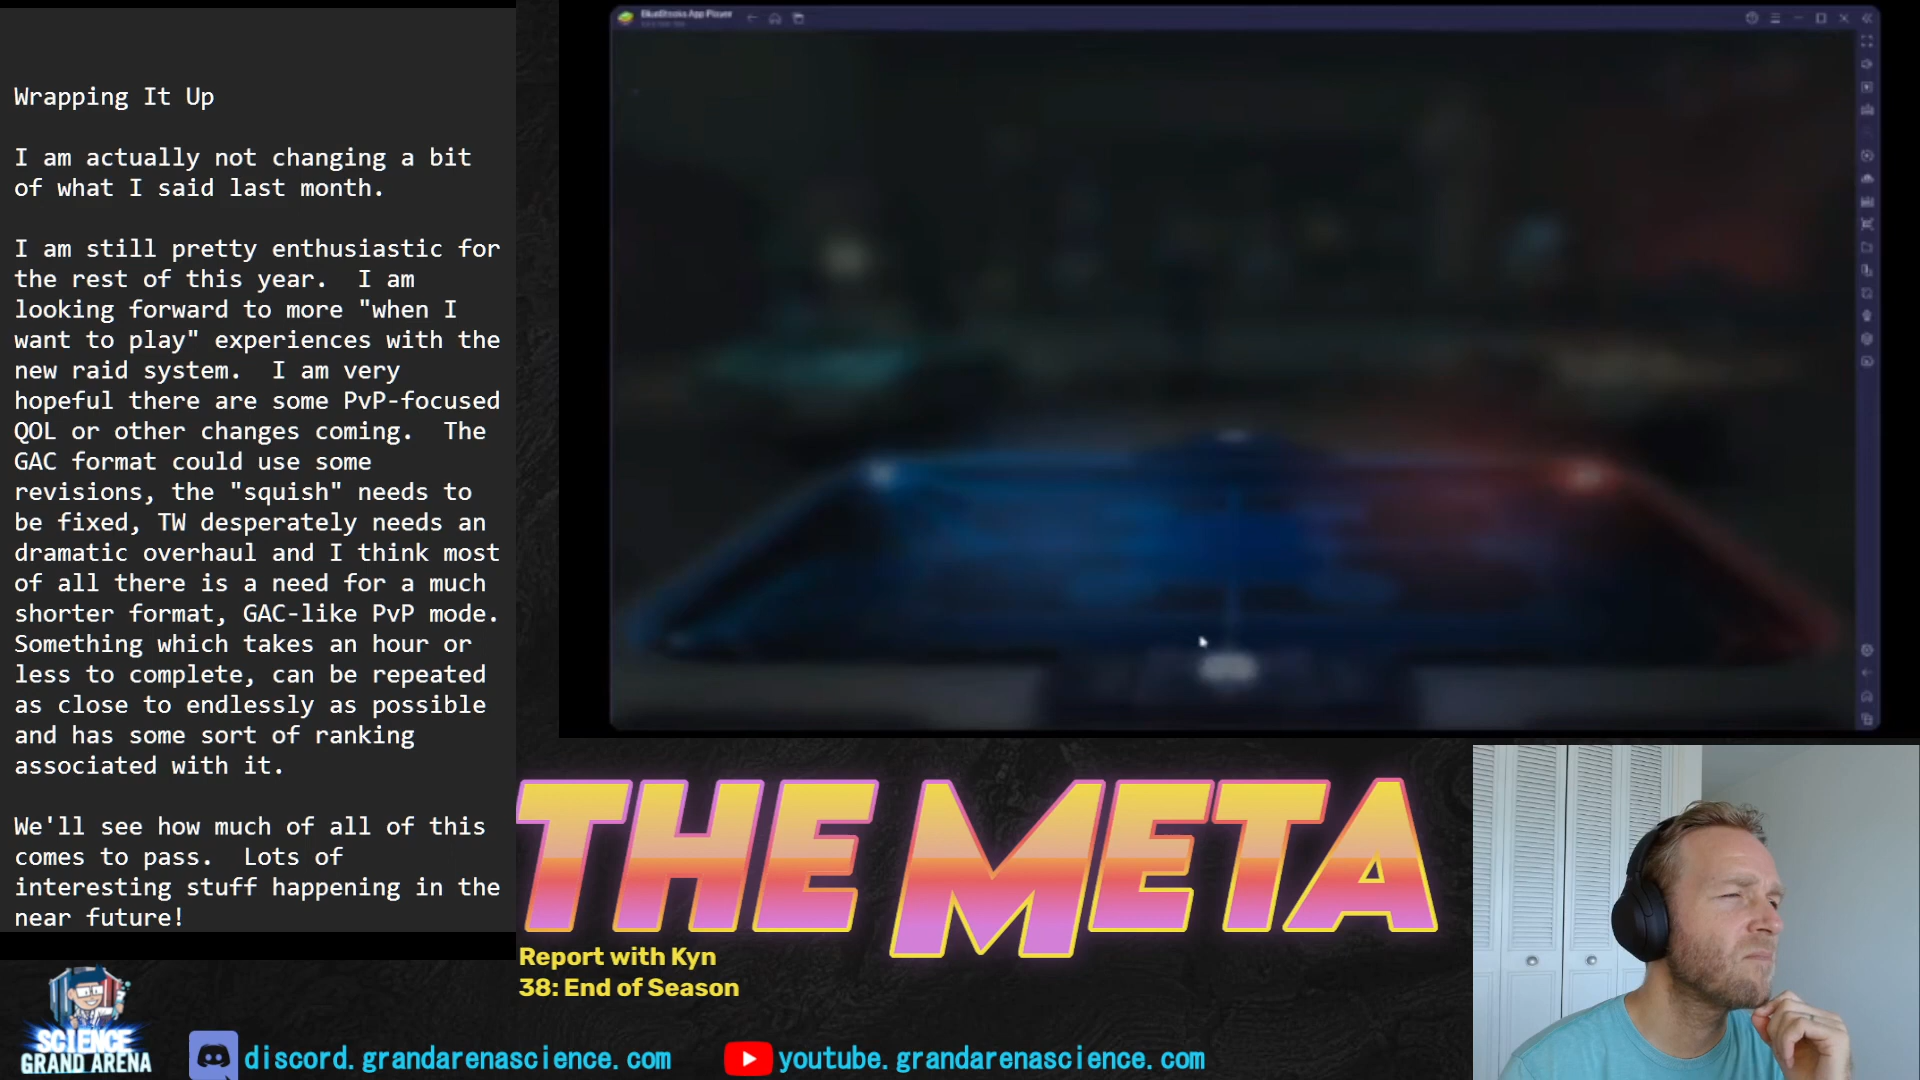 BlueStacks App Player
Wrapping It Up
I am actually not changing a bit
of what I said last month.
I am still pretty enthusiastic for
the rest of this year.  I am
looking forward to more "when I
want to play" experiences with the
new raid system.  I am very
hopeful there are some PvP-focused
QOL or other changes coming.  The
GAC format could use some
revisions, the "squish" needs to
be fixed, TW desperately needs an
dramatic overhaul and I think most
of all there is a need for a much
shorter format, GAC-like PvP mode.
Something which takes an hour or
less to complete, can be repeated
as close to endlessly as possible
and has some sort of ranking
associated with it.
We'll see how much of all of this
comes to pass.  Lots of
interesting stuff happening in the
near future!
THE META
Report with Kyn
38: End of Season
SCIENCE
GRAND ARENA
discord.grandarenascience.com
youtube.grandarenascience.com